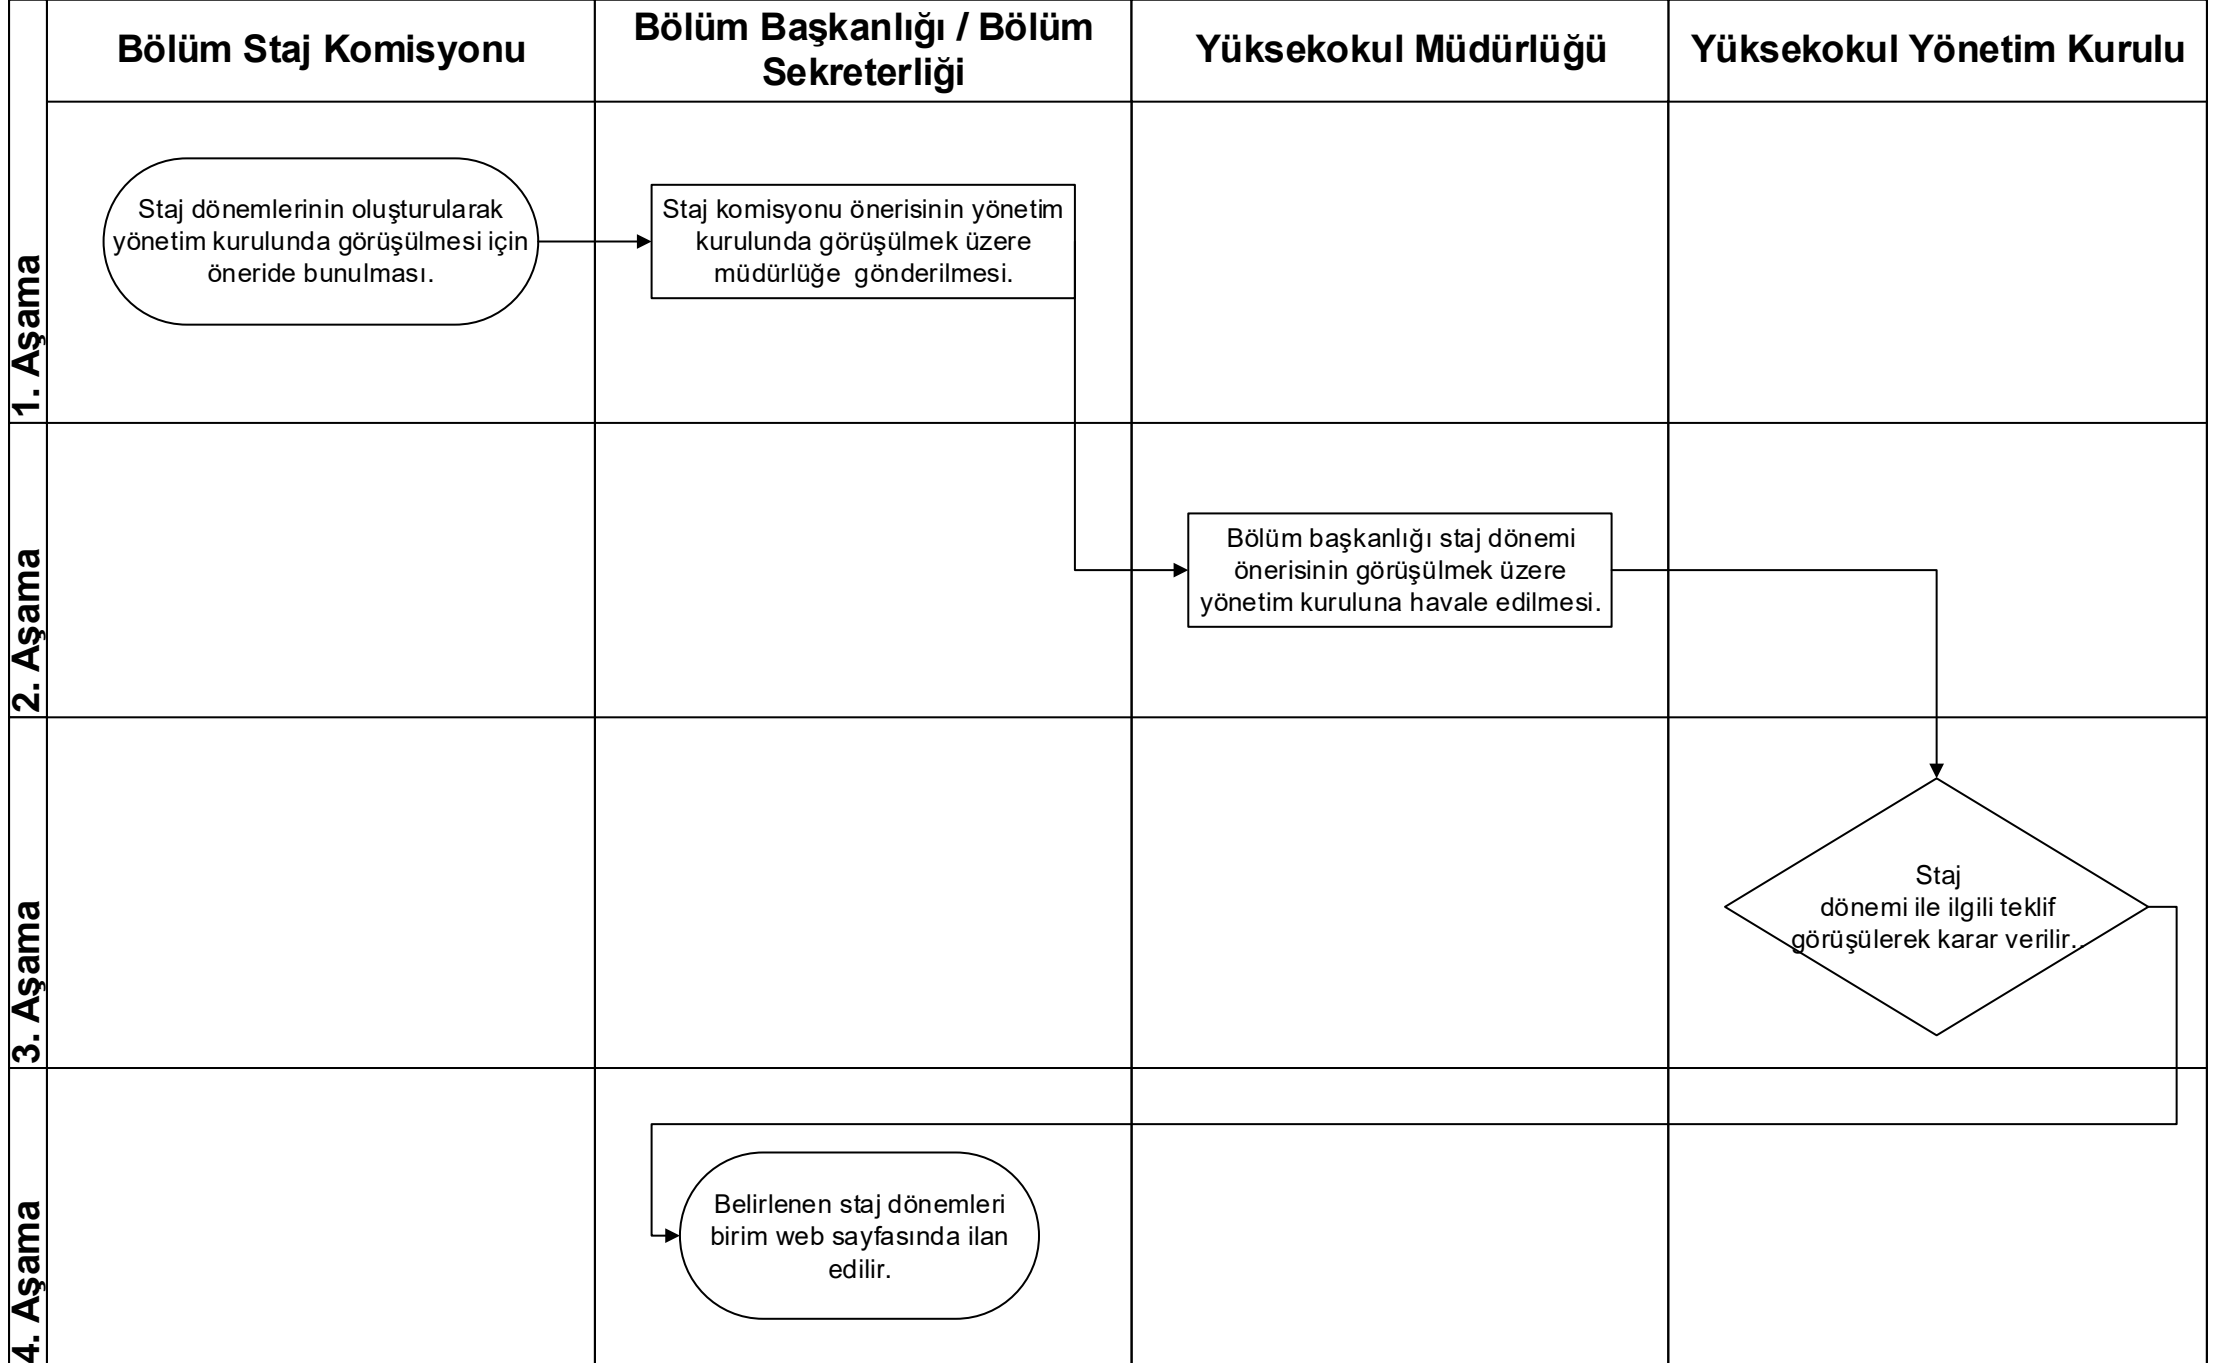 Bölüm Staj Komisyonu
Bölüm Başkanlığı / Bölüm
Sekreterliği
Yüksekokul Müdürlüğü
Yüksekokul Yönetim Kurulu
1. Aşama
Staj dönemlerinin oluşturularak
yönetim kurulunda görüşülmesi için
öneride bunulması.
Staj komisyonu önerisinin yönetim
kurulunda görüşülmek üzere
müdürlüğe gönderilmesi.
2. Aşama
Bölüm başkanlığı staj dönemi
önerisinin görüşülmek üzere
yönetim kuruluna havale edilmesi.
3. Aşama
Staj
dönemi ile ilgili teklif
görüşülerek karar verilir..
4. Aşama
Belirlenen staj dönemleri
birim web sayfasında ilan
edilir.